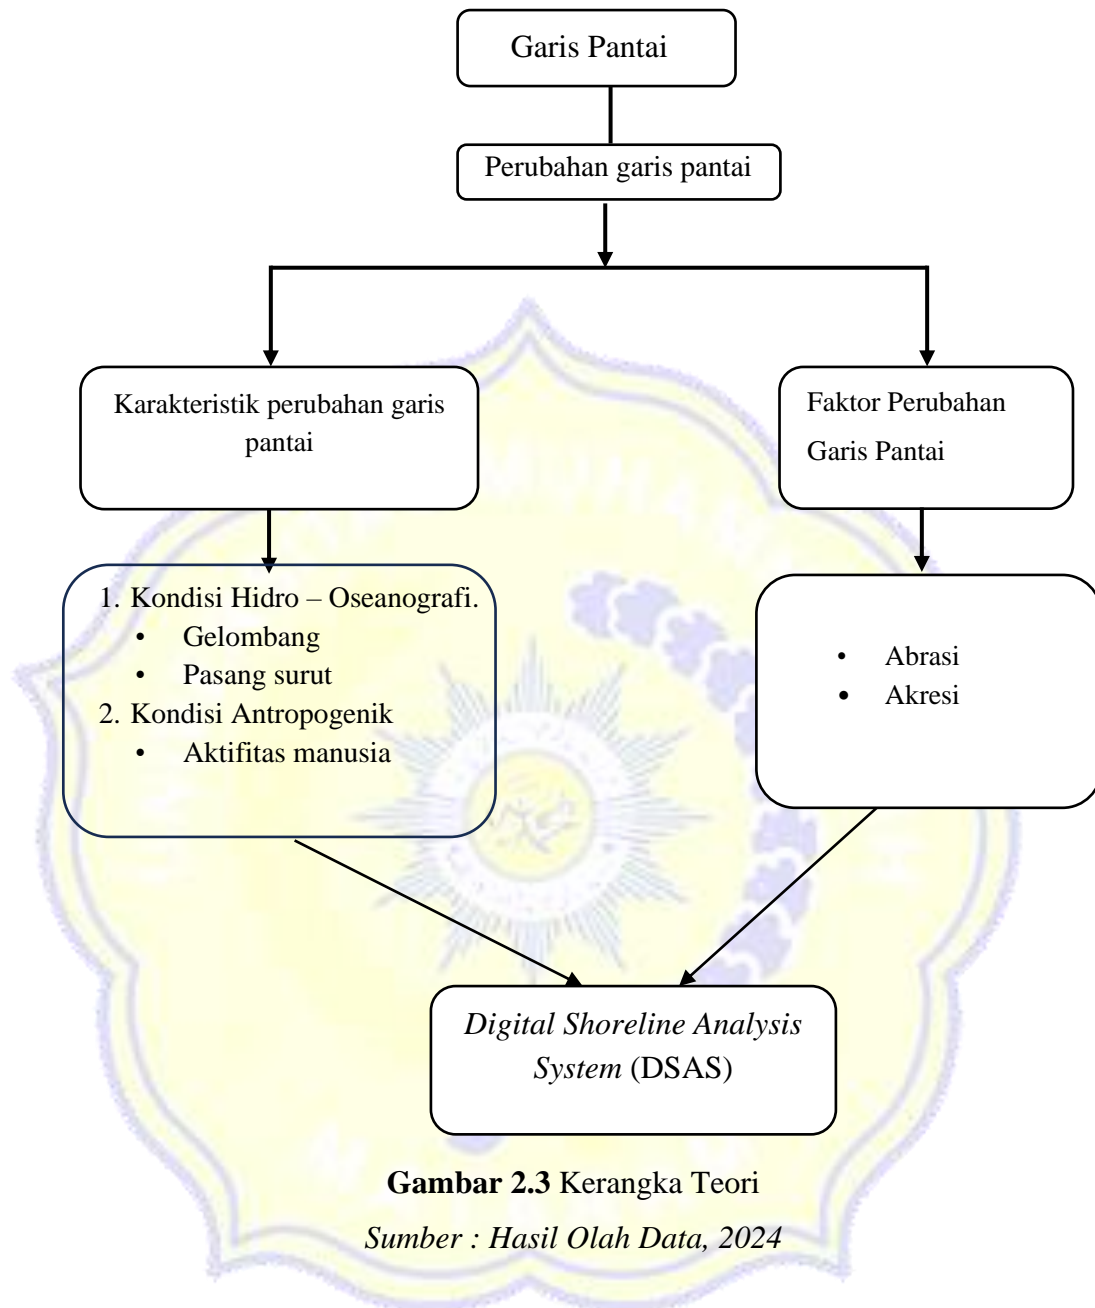 Garis Pantai
Perubahan garis pantai
Karakteristik perubahan garis
pantai
Faktor Perubahan
Garis Pantai
1. Kondisi Hidro – Oseanografi.
• Gelombang
• Pasang surut
2. Kondisi Antropogenik
• Aktifitas manusia
• Abrasi
• Akresi
Digital Shoreline Analysis
System (DSAS)
Gambar 2.3 Kerangka Teori
Sumber : Hasil Olah Data, 2024